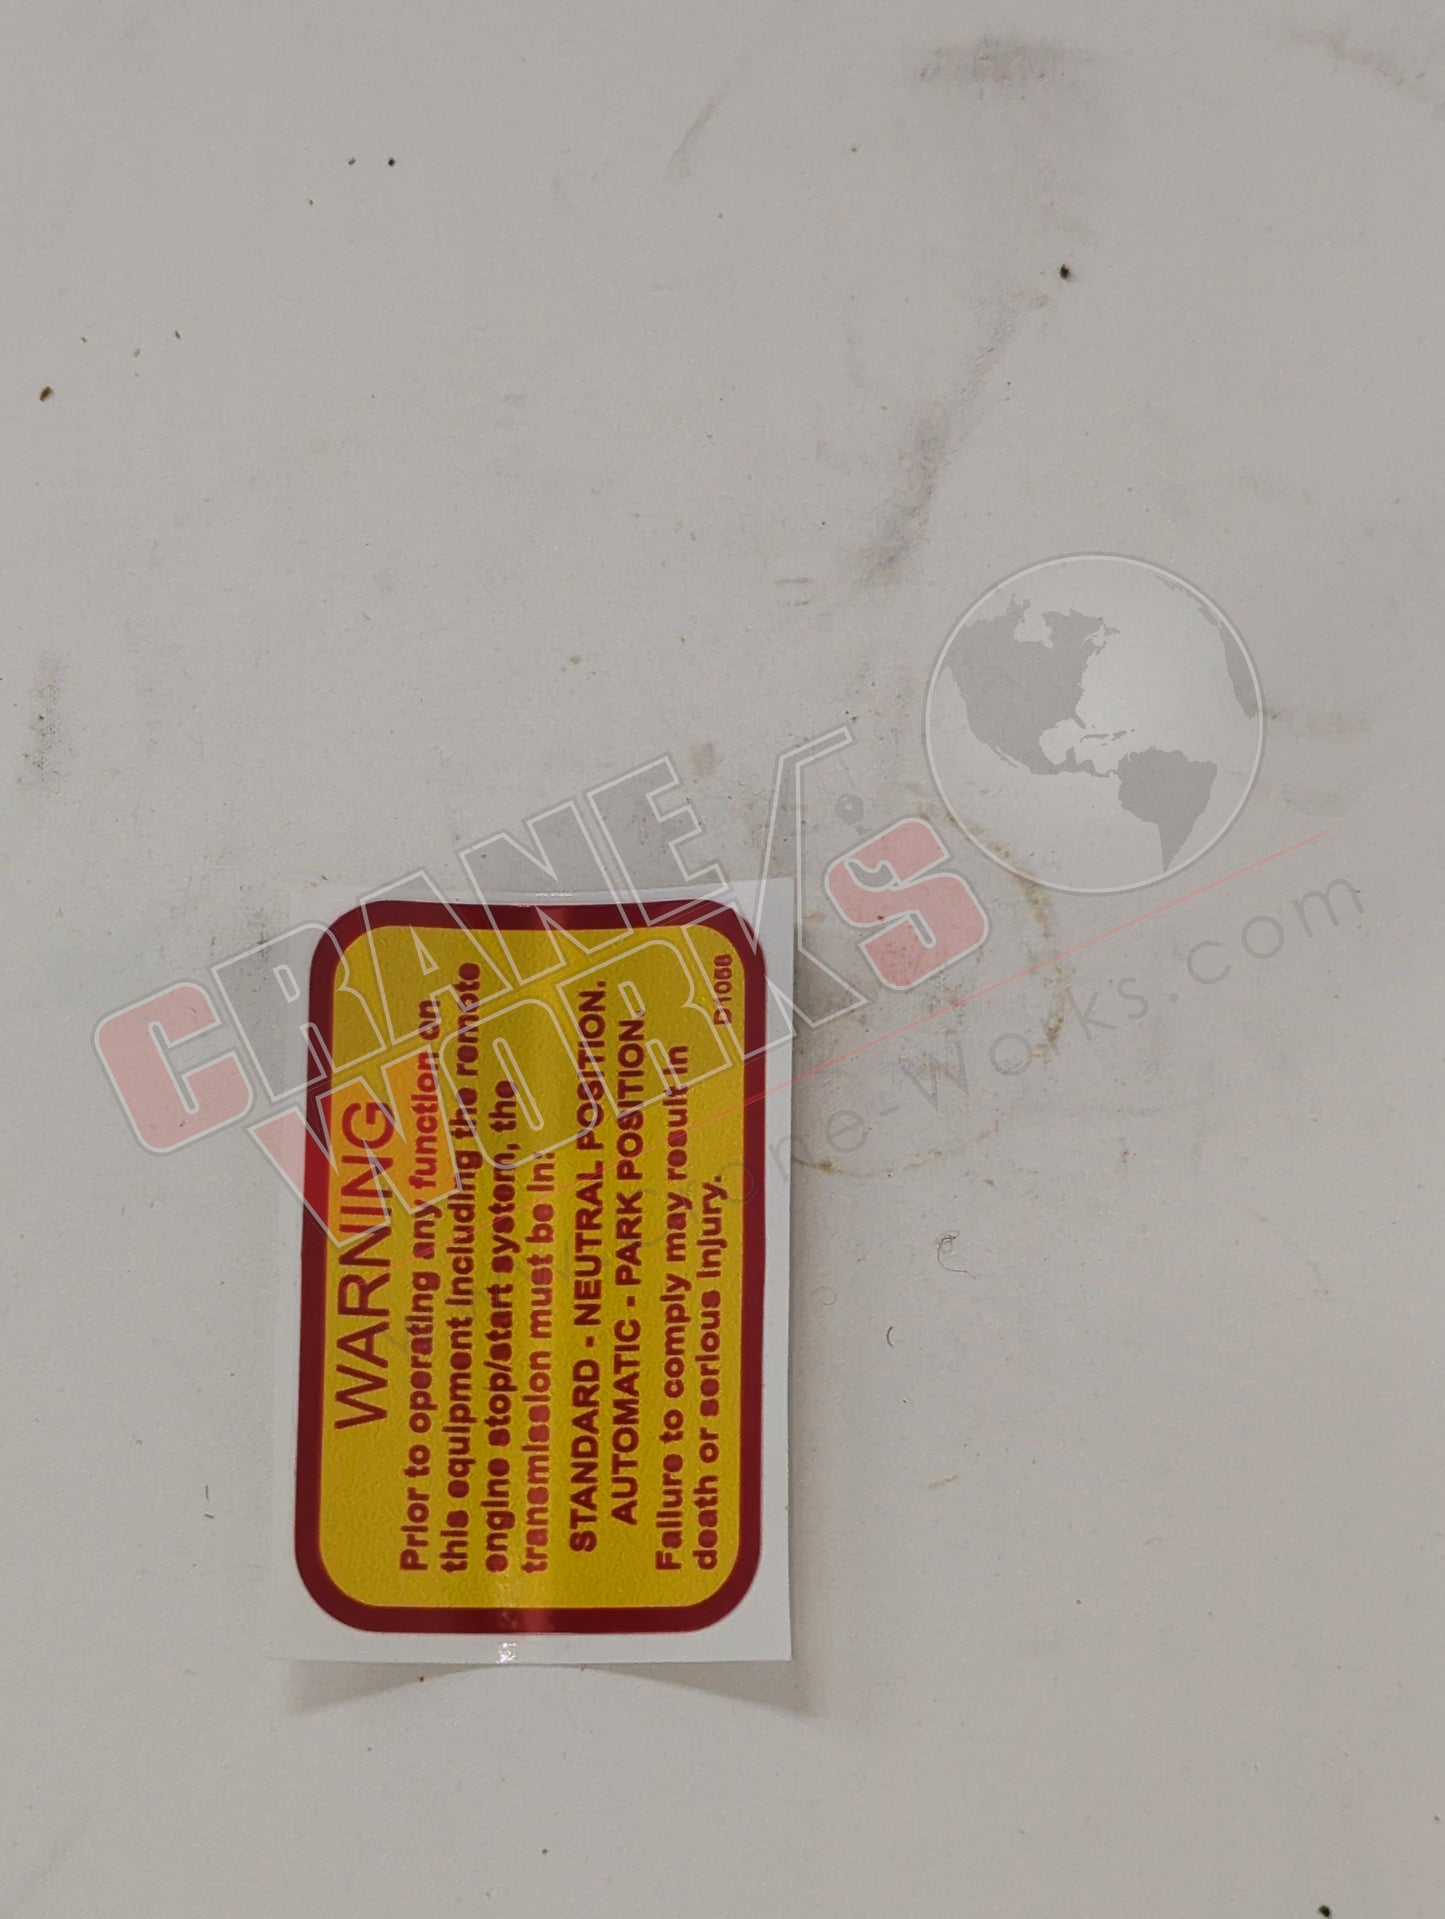 WARNING
Prior to operating any function on
this equipment including the remote
engine stop/start system, the
transmission must be in:
STANDARD - NEUTRAL POSITION.
AUTOMATIC - PARK POSITION.
Failure to comply may result in
death or serious injury.
D1068
CRANE
WORKS
www.crane-works.com